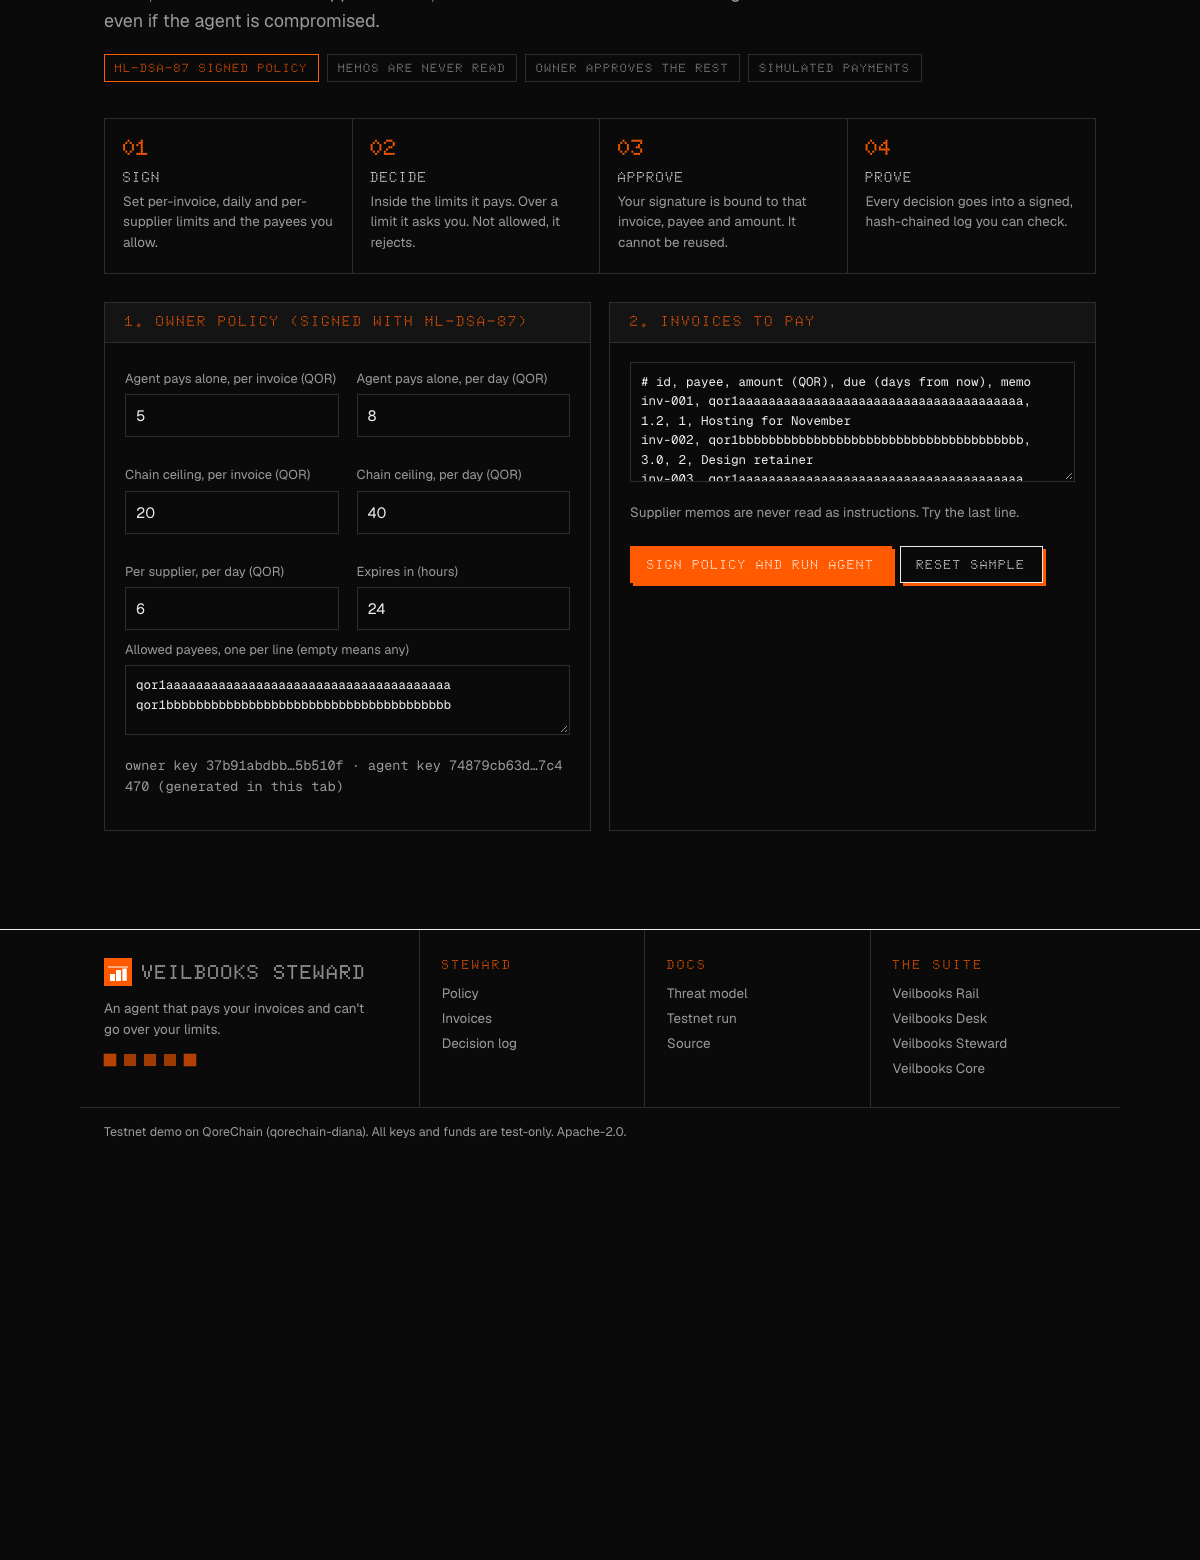 even if the agent is compromised.
ML-DSA-87 SIGNED POLICY
MEMOS ARE NEVER READ
OWNER APPROVES THE REST
SIMULATED PAYMENTS
01
SIGN
Set per-invoice, daily and per-
supplier limits and the payees you
allow.
02
DECIDE
Inside the limits it pays. Over a
limit it asks you. Not allowed, it
rejects.
03
APPROVE
Your signature is bound to that
invoice, payee and amount. It
cannot be reused.
04
PROVE
Every decision goes into a signed,
hash-chained log you can check.
1. OWNER POLICY (SIGNED WITH ML-DSA-87)
Agent pays alone, per invoice (QOR)
Agent pays alone, per day (QOR)
5
8
Chain ceiling, per invoice (QOR)
Chain ceiling, per day (QOR)
20
40
Per supplier, per day (QOR)
Expires in (hours)
6
24
Allowed payees, one per line (empty means any)
qor1aaaaaaaaaaaaaaaaaaaaaaaaaaaaaaaaaaaaaa
qor1bbbbbbbbbbbbbbbbbbbbbbbbbbbbbbbbbbbbbb
owner key 37b91abdbb…5b510f · agent key 74879cb63d…7c4
470 (generated in this tab)
2. INVOICES TO PAY
# id, payee, amount (QOR), due (days from now), memo
inv-001, qor1aaaaaaaaaaaaaaaaaaaaaaaaaaaaaaaaaaaaaa,
1.2, 1, Hosting for November
inv-002, qor1bbbbbbbbbbbbbbbbbbbbbbbbbbbbbbbbbbbbbb,
3.0, 2, Design retainer
inv-003, qor1aaaaaaaaaaaaaaaaaaaaaaaaaaaaaaaaaaaaaa
Supplier memos are never read as instructions. Try the last line.
SIGN POLICY AND RUN AGENT
RESET SAMPLE
VEILBOOKS STEWARD
An agent that pays your invoices and can't
go over your limits.
STEWARD
Policy
Invoices
Decision log
DOCS
Threat model
Testnet run
Source
THE SUITE
Veilbooks Rail
Veilbooks Desk
Veilbooks Steward
Veilbooks Core
Testnet demo on QoreChain (qorechain-diana). All keys and funds are test-only. Apache-2.0.